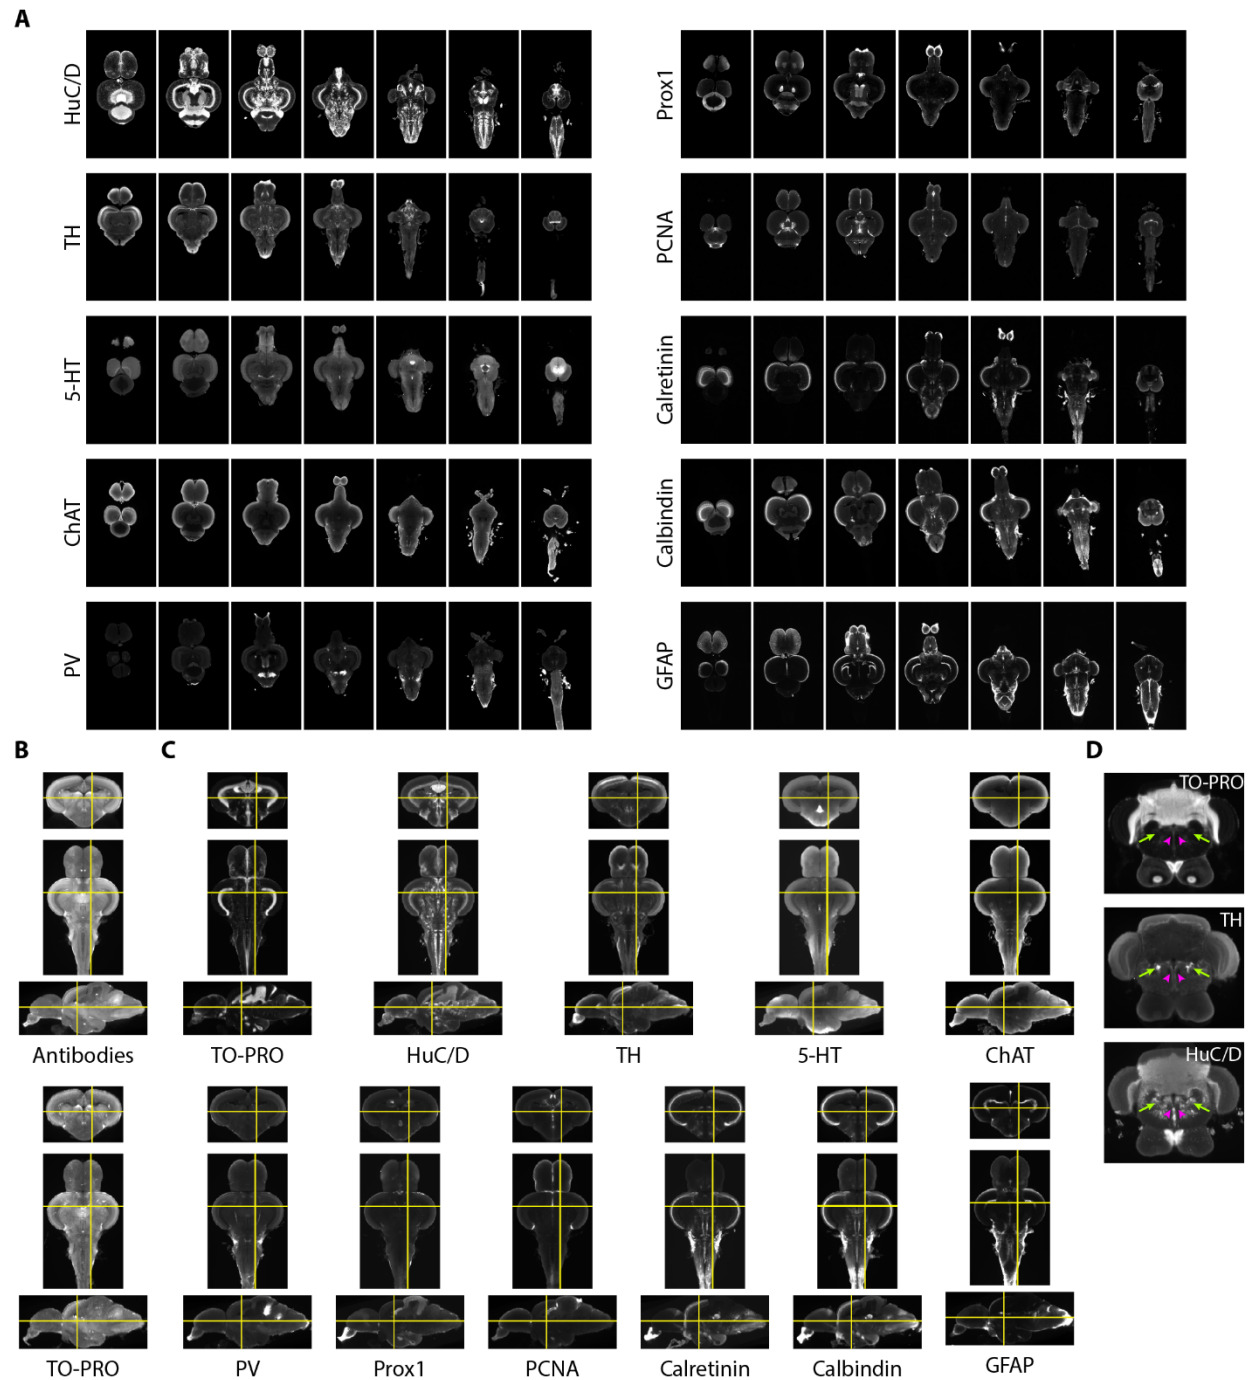 A
HuC/D
TH
5-HT
ChAT
PV
Prox1
PCNA
Calretinin
Calbindin
GFAP
B
C
D
Antibodies
TO-PRO
HuC/D
TH
5-HT
ChAT
TO-PRO
PV
Prox1
PCNA
Calretinin
Calbindin
GFAP
TO-PRO
TH
HuC/D